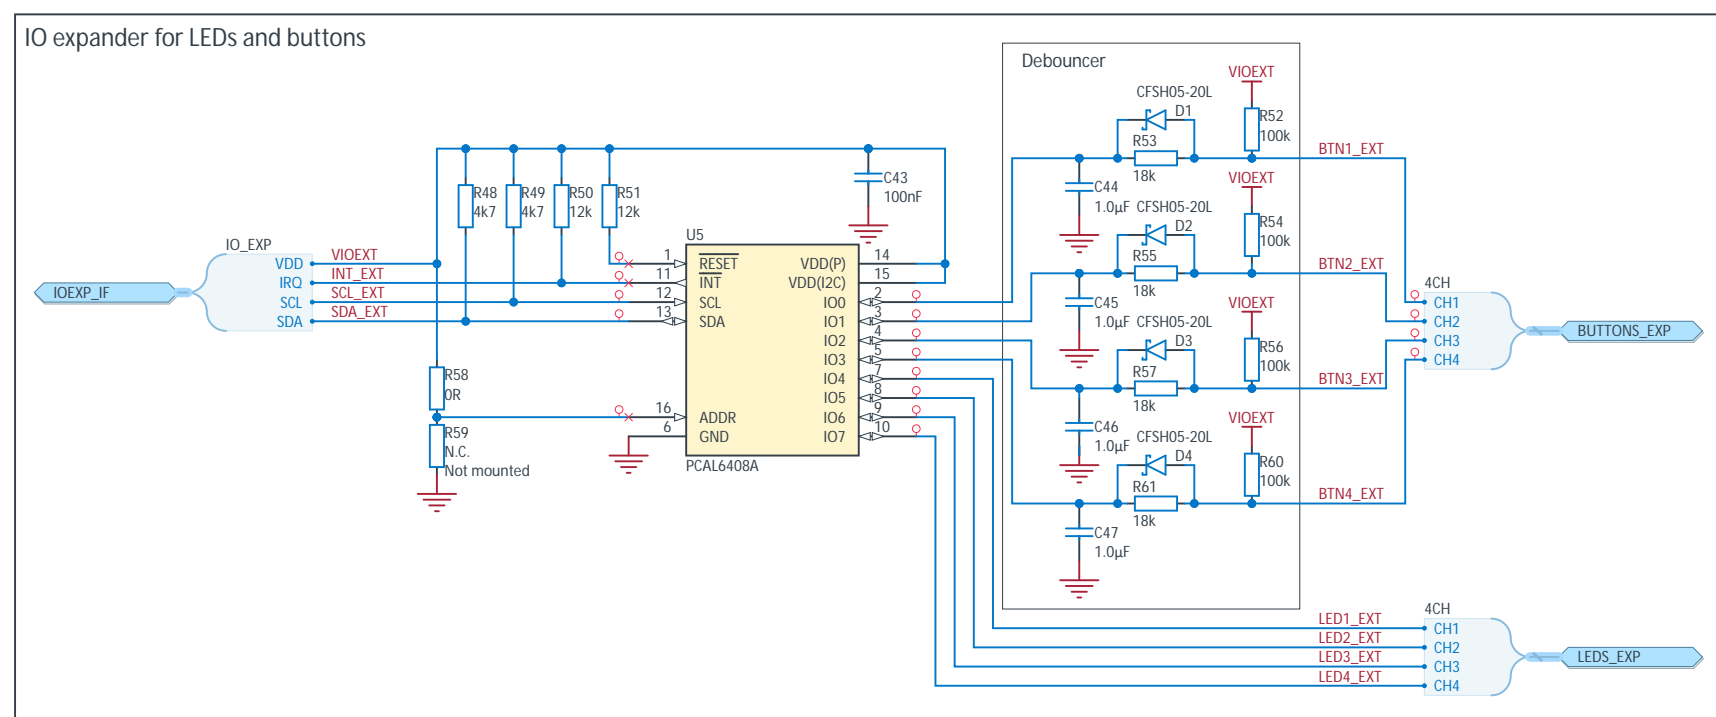 IO expander for LEDs and buttons
Debouncer
VIOEXT
CFSH05-20L
D1
R52
100k
R53
18k
BTN1_EXT
C44
1.0µF
VIOEXT
CFSH05-20L
D2
R54
100k
R55
18k
BTN2_EXT
C45
1.0µF
VIOEXT
CFSH05-20L
D3
R56
100k
R57
18k
BTN3_EXT
C46
1.0µF
VIOEXT
CFSH05-20L
D4
R60
100k
R61
18k
BTN4_EXT
C47
1.0µF
R48
4k7
R49
4k7
R50
12k
R51
12k
C43
100nF
IOEXP_IF
IO_EXP
VDD
IRQ
SCL
SDA
VIOEXT
INT_EXT
SCL_EXT
SDA_EXT
R58
0R
R59
N.C.
Not mounted
U5
1
RESET
11
INT
12
SCL
13
SDA
16
ADDR
6
GND
VDD(P)
14
VDD(I2C)
15
IO0
2
IO1
3
IO2
4
IO3
5
IO4
7
IO5
8
IO6
9
IO7
10
PCAL6408A
4CH
CH1
CH2
CH3
CH4
BUTTONS_EXP
LED1_EXT
LED2_EXT
LED3_EXT
LED4_EXT
4CH
CH1
CH2
CH3
CH4
LEDS_EXP